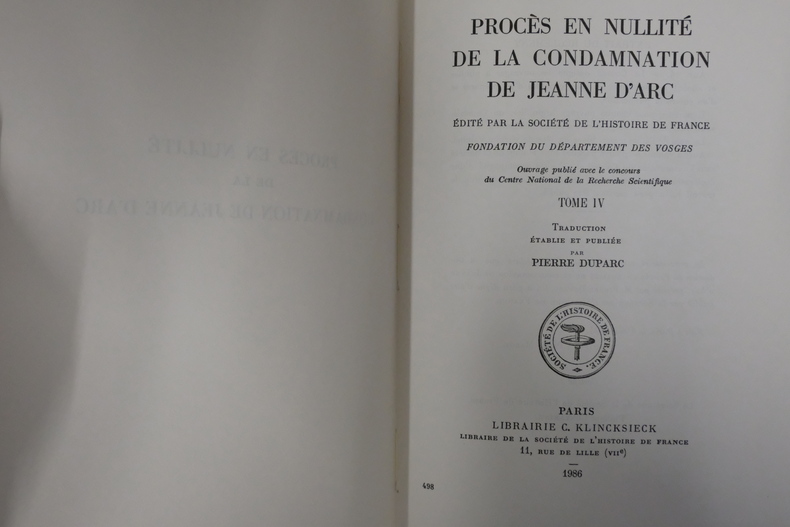 PROCÈS EN NULLITÉ
DE LA CONDAMNATION
DE JEANNE D'ARC
ÉDITÉ PAR LA SOCIÉTÉ DE L'HISTOIRE DE FRANCE
FONDATION DU DÉPARTEMENT DES VOSGES
Ouvrage publié avec le concours
du Centre National de la Recherche Scientifique
TOME IV
TRADUCTION
ÉTABLIE ET PUBLIÉE
PAR
PIERRE DUPARC
SOCIÉTÉ DE L'HISTOIRE DE FRANCE.
PARIS
LIBRAIRIE C. KLINCKSIECK
LIBRAIRE DE LA SOCIÉTÉ DE L'HISTOIRE DE FRANCE
11, RUE DE LILLE (VIIe)
1986
498